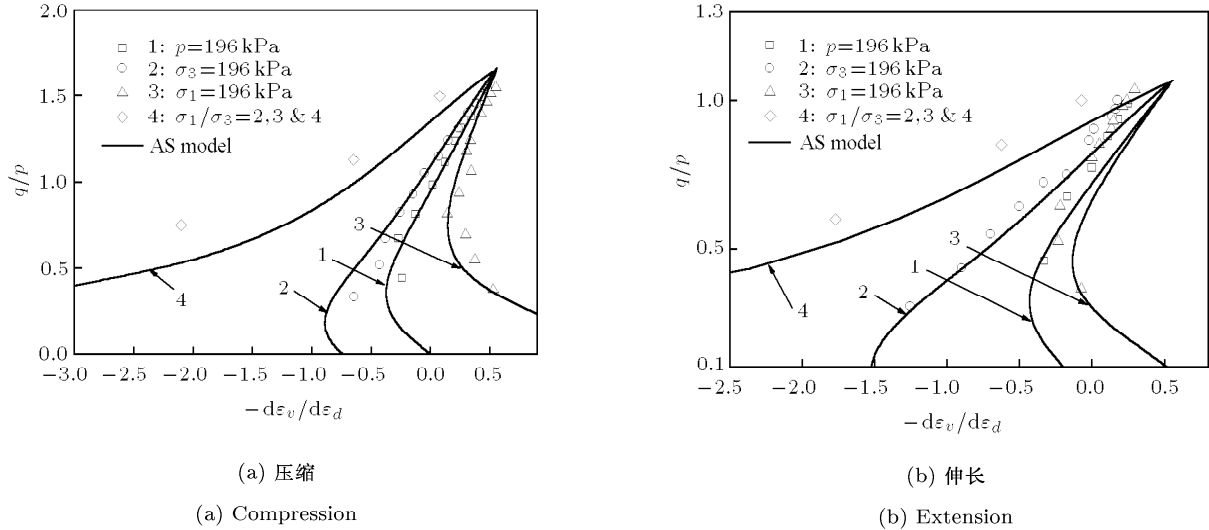 2.0
1.5
1.0
0.5
0.0
q/p
1: p=196 kPa
2: σ₃=196 kPa
3: σ₁=196 kPa
4: σ₁/σ₃=2,3 & 4
AS model
3
1
2
4
−3.0 −2.5 −2.0 −1.5 −1.0 −0.5 0.0 0.5
−dεᵥ/dε_d
(a) 压缩
(a) Compression
1.3
1.0
0.5
0.1
q/p
1: p=196 kPa
2: σ₃=196 kPa
3: σ₁=196 kPa
4: σ₁/σ₃=2,3 & 4
AS model
3
1
2
4
−2.5 −2.0 −1.5 −1.0 −0.5 0.0 0.5
−dεᵥ/dε_d
(b) 伸长
(b) Extension